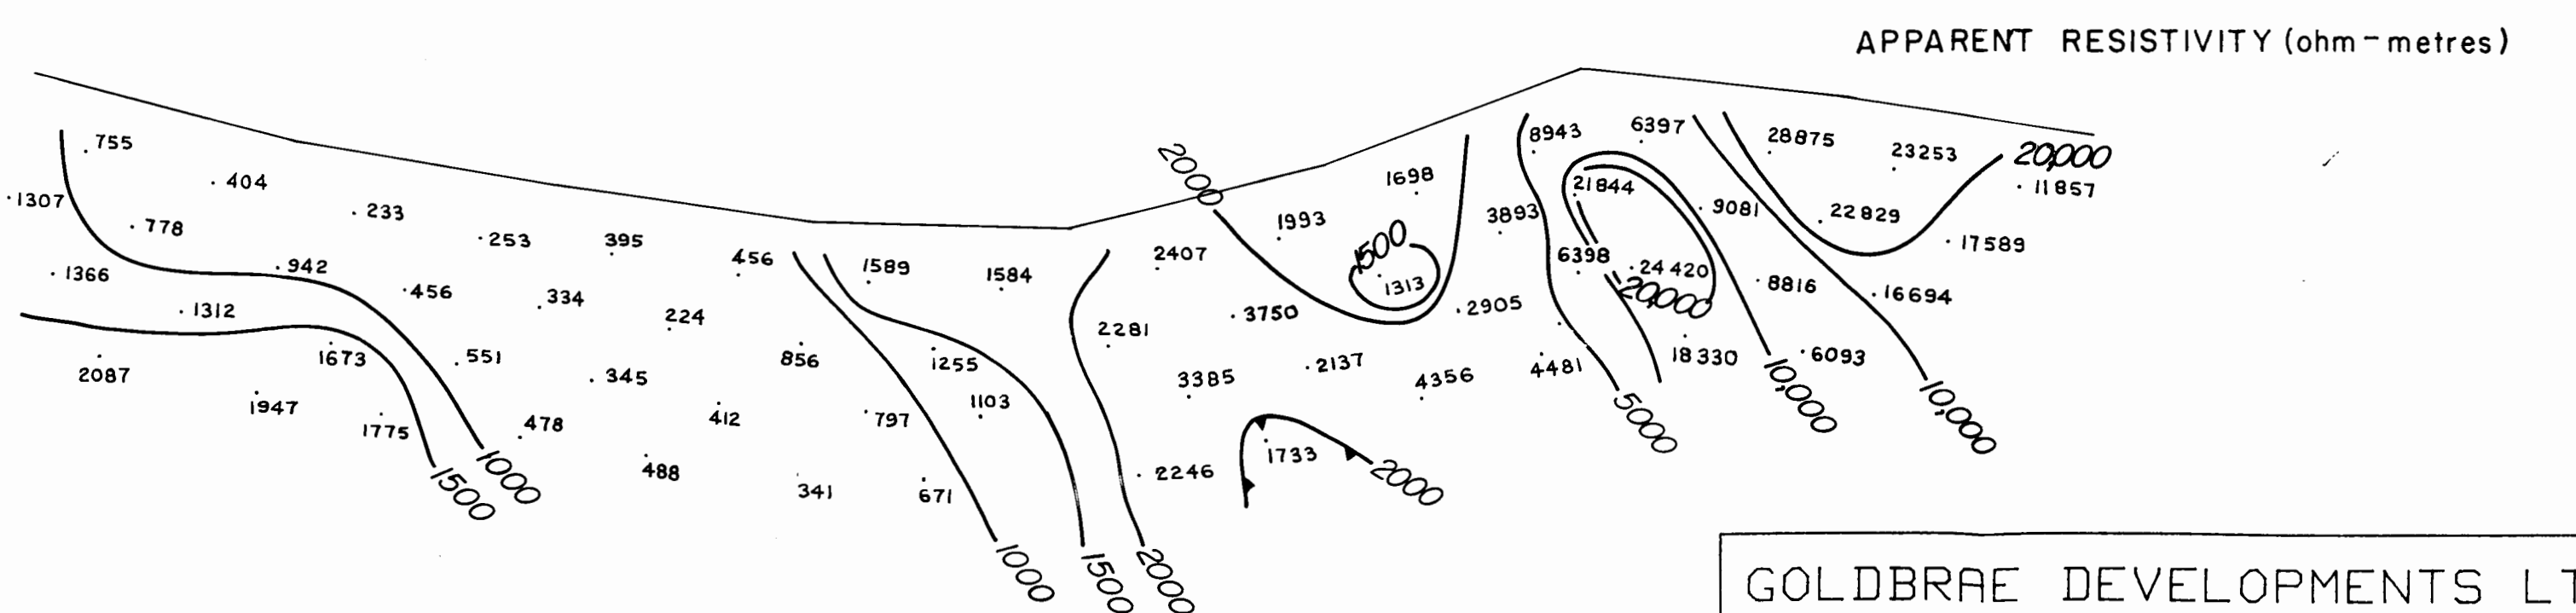 APPARENT RESISTIVITY (ohm-metres)
8943 6397 28875 23253 20,000
755 404 1698 21844 11857
1307 778 233 253 395 2000 1993 3893 9081 22829 17589
1366 942 456 1589 1584 2407 1500 6398 24420
1312 456 334 224 2281 3750 1313 2905 20,000 8816 16694
2087 1673 551 345 856 1255 3385 2137 4356 4481 18330 6093
1947 1775 478 412 797 1103 5000 10,000 10,000
1500 1000 488 341 671 2246 1733 2000
1000 1500 2000
GOLDBRAE DEVELOPMENTS LT